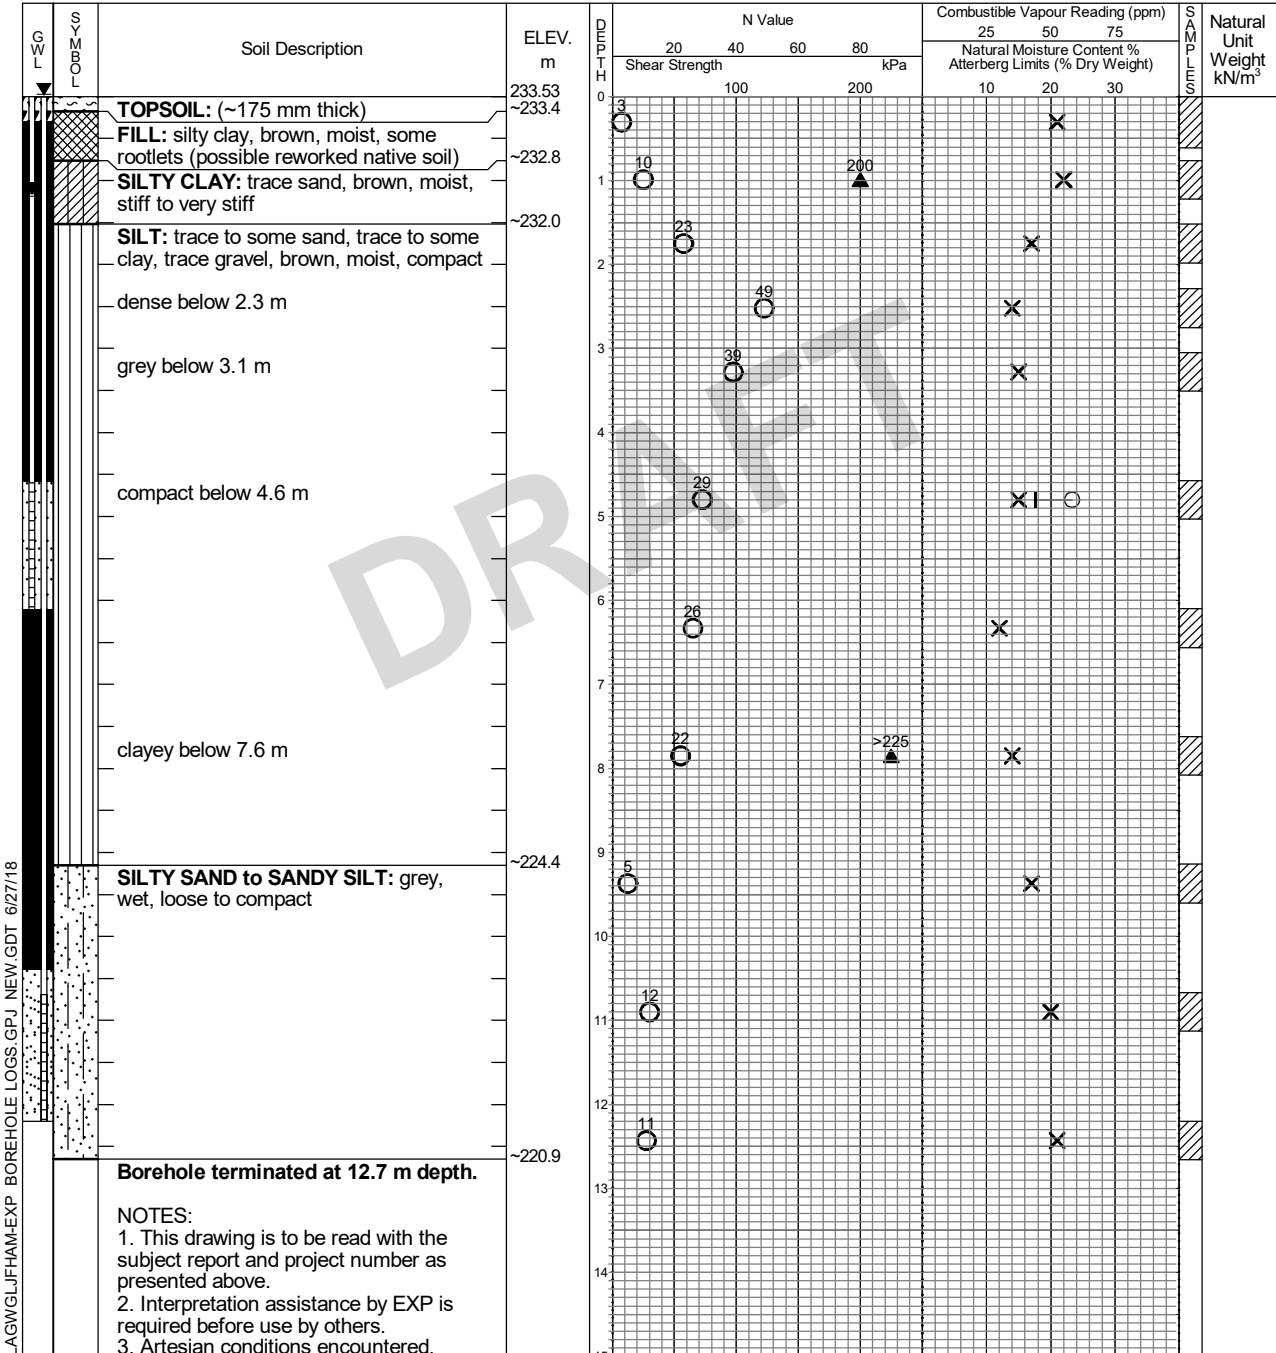 GWL
SYMBOL
Soil Description
ELEV.
m
DEPTH
N Value
20 40 60 80
Shear Strength kPa
100 200
Combustible Vapour Reading (ppm)
25 50 75
Natural Moisture Content %
Atterberg Limits (% Dry Weight)
10 20 30
SAMPLES
Natural
Unit
Weight
kN/m³
233.53
0
TOPSOIL: (~175 mm thick)
~233.4
3
FILL: silty clay, brown, moist, some
rootlets (possible reworked native soil)
~232.8
10
200
SILTY CLAY: trace sand, brown, moist,
stiff to very stiff
1
~232.0
SILT: trace to some sand, trace to some
clay, trace gravel, brown, moist, compact
23
2
dense below 2.3 m
49
3
grey below 3.1 m
39
4
compact below 4.6 m
29
5
DRAFT
6
26
7
clayey below 7.6 m
22
>225
8
9
~224.4
SILTY SAND to SANDY SILT: grey,
wet, loose to compact
5
10
12
11
12
11
~220.9
Borehole terminated at 12.7 m depth.
13
NOTES:
1. This drawing is to be read with the
subject report and project number as
presented above.
14
2. Interpretation assistance by EXP is
required before use by others.
3. Artesian conditions encountered.
LAGWGLJFHAM-EXP BOREHOLE LOGS.GPJ NEW.GDT 6/27/18